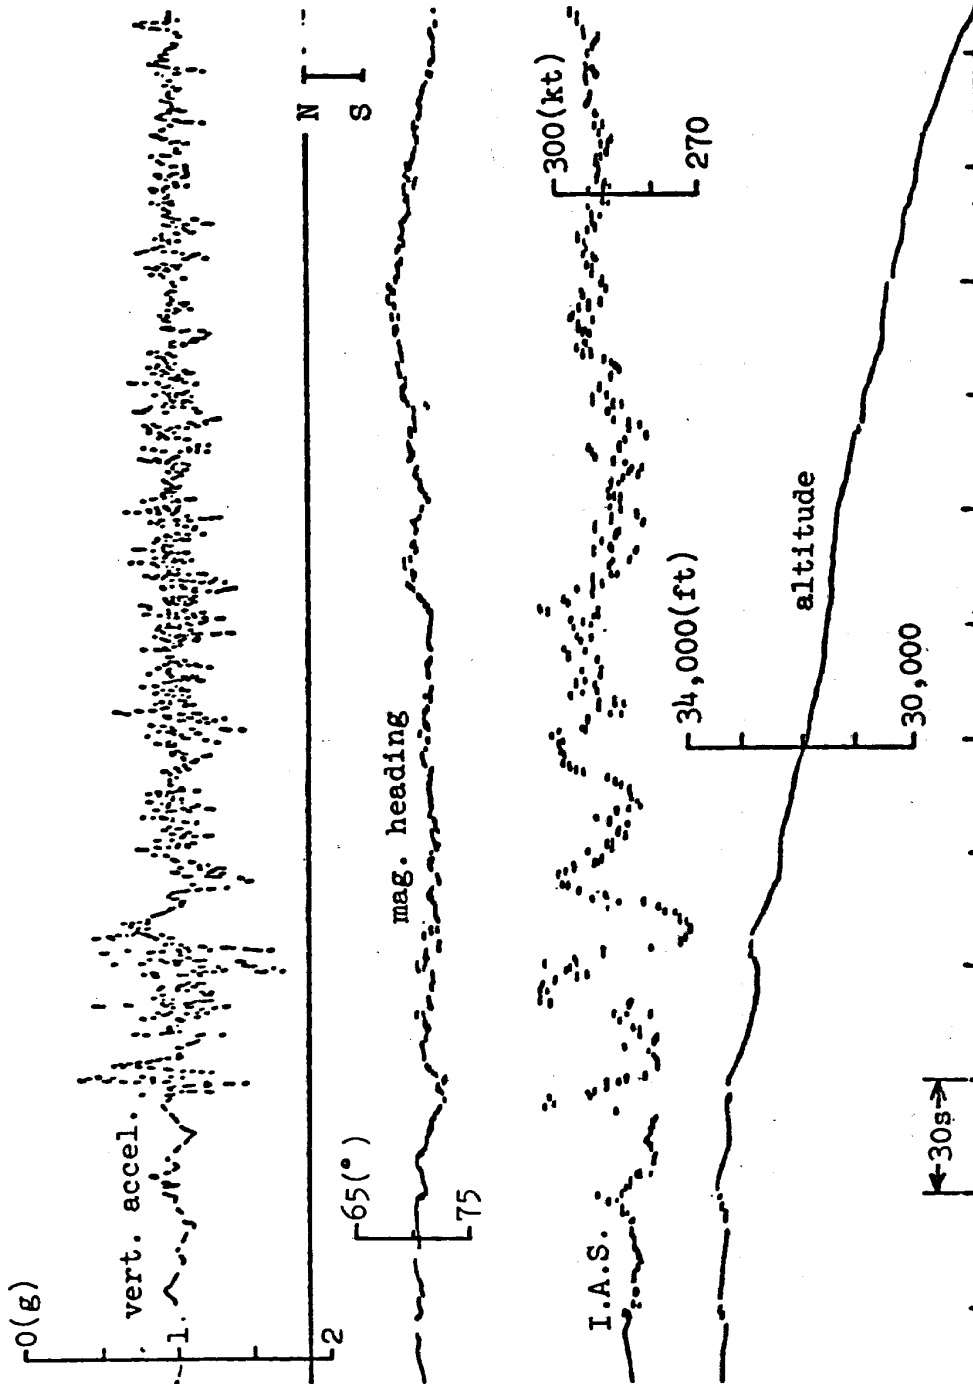 0(g)
1
2
vert. accel.
N
S
65(°)
75
mag. heading
I.A.S.
300(kt)
270
34,000(ft)
30,000
altitude
30s